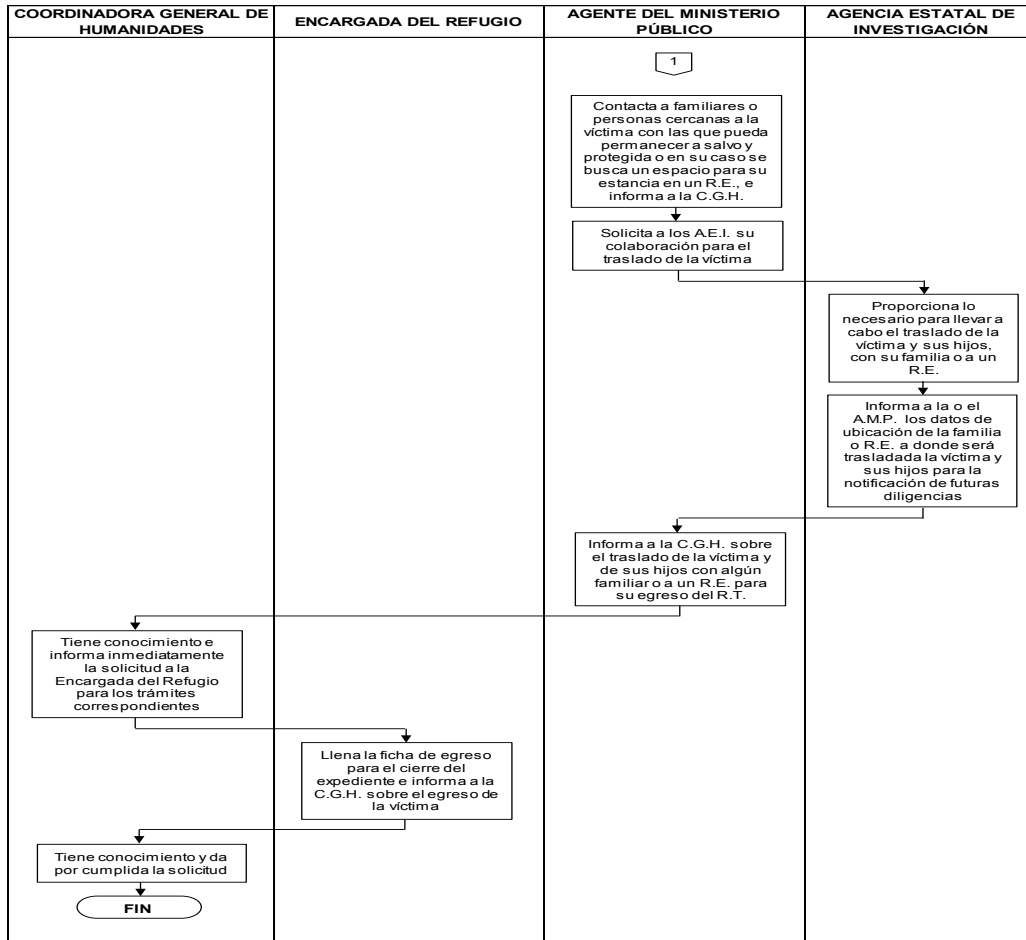 COORDINADORA GENERAL DE
HUMANIDADES
ENCARGADA DEL REFUGIO
AGENTE DEL MINISTERIO
PÚBLICO
AGENCIA ESTATAL DE
INVESTIGACIÓN
1
Contacta a familiares o
personas cercanas a la
víctima con las que pueda
permanecer a salvo y
protegida o en su caso se
busca un espacio para su
estancia en un R.E., e
informa a la C.G.H.
Solicita a los A.E.I. su
colaboración para el
traslado de la víctima
Proporciona lo
necesario para llevar a
cabo el traslado de la
víctima y sus hijos,
con su familia o a un
R.E.
Informa a la o el
A.M.P. los datos de
ubicación de la familia
o R.E. a donde será
trasladada la víctima y
sus hijos para la
notificación de futuras
diligencias
Informa a la C.G.H. sobre
el traslado de la víctima y
de sus hijos con algún
familiar o a un R.E. para
su egreso del R.T.
Tiene conocimiento e
informa inmediatamente
la solicitud a la
Encargada del Refugio
para los trámites
correspondientes
Llena la ficha de egreso
para el cierre del
expediente e informa a la
C.G.H. sobre el egreso de
la víctima
Tiene conocimiento y da
por cumplida la solicitud
FIN